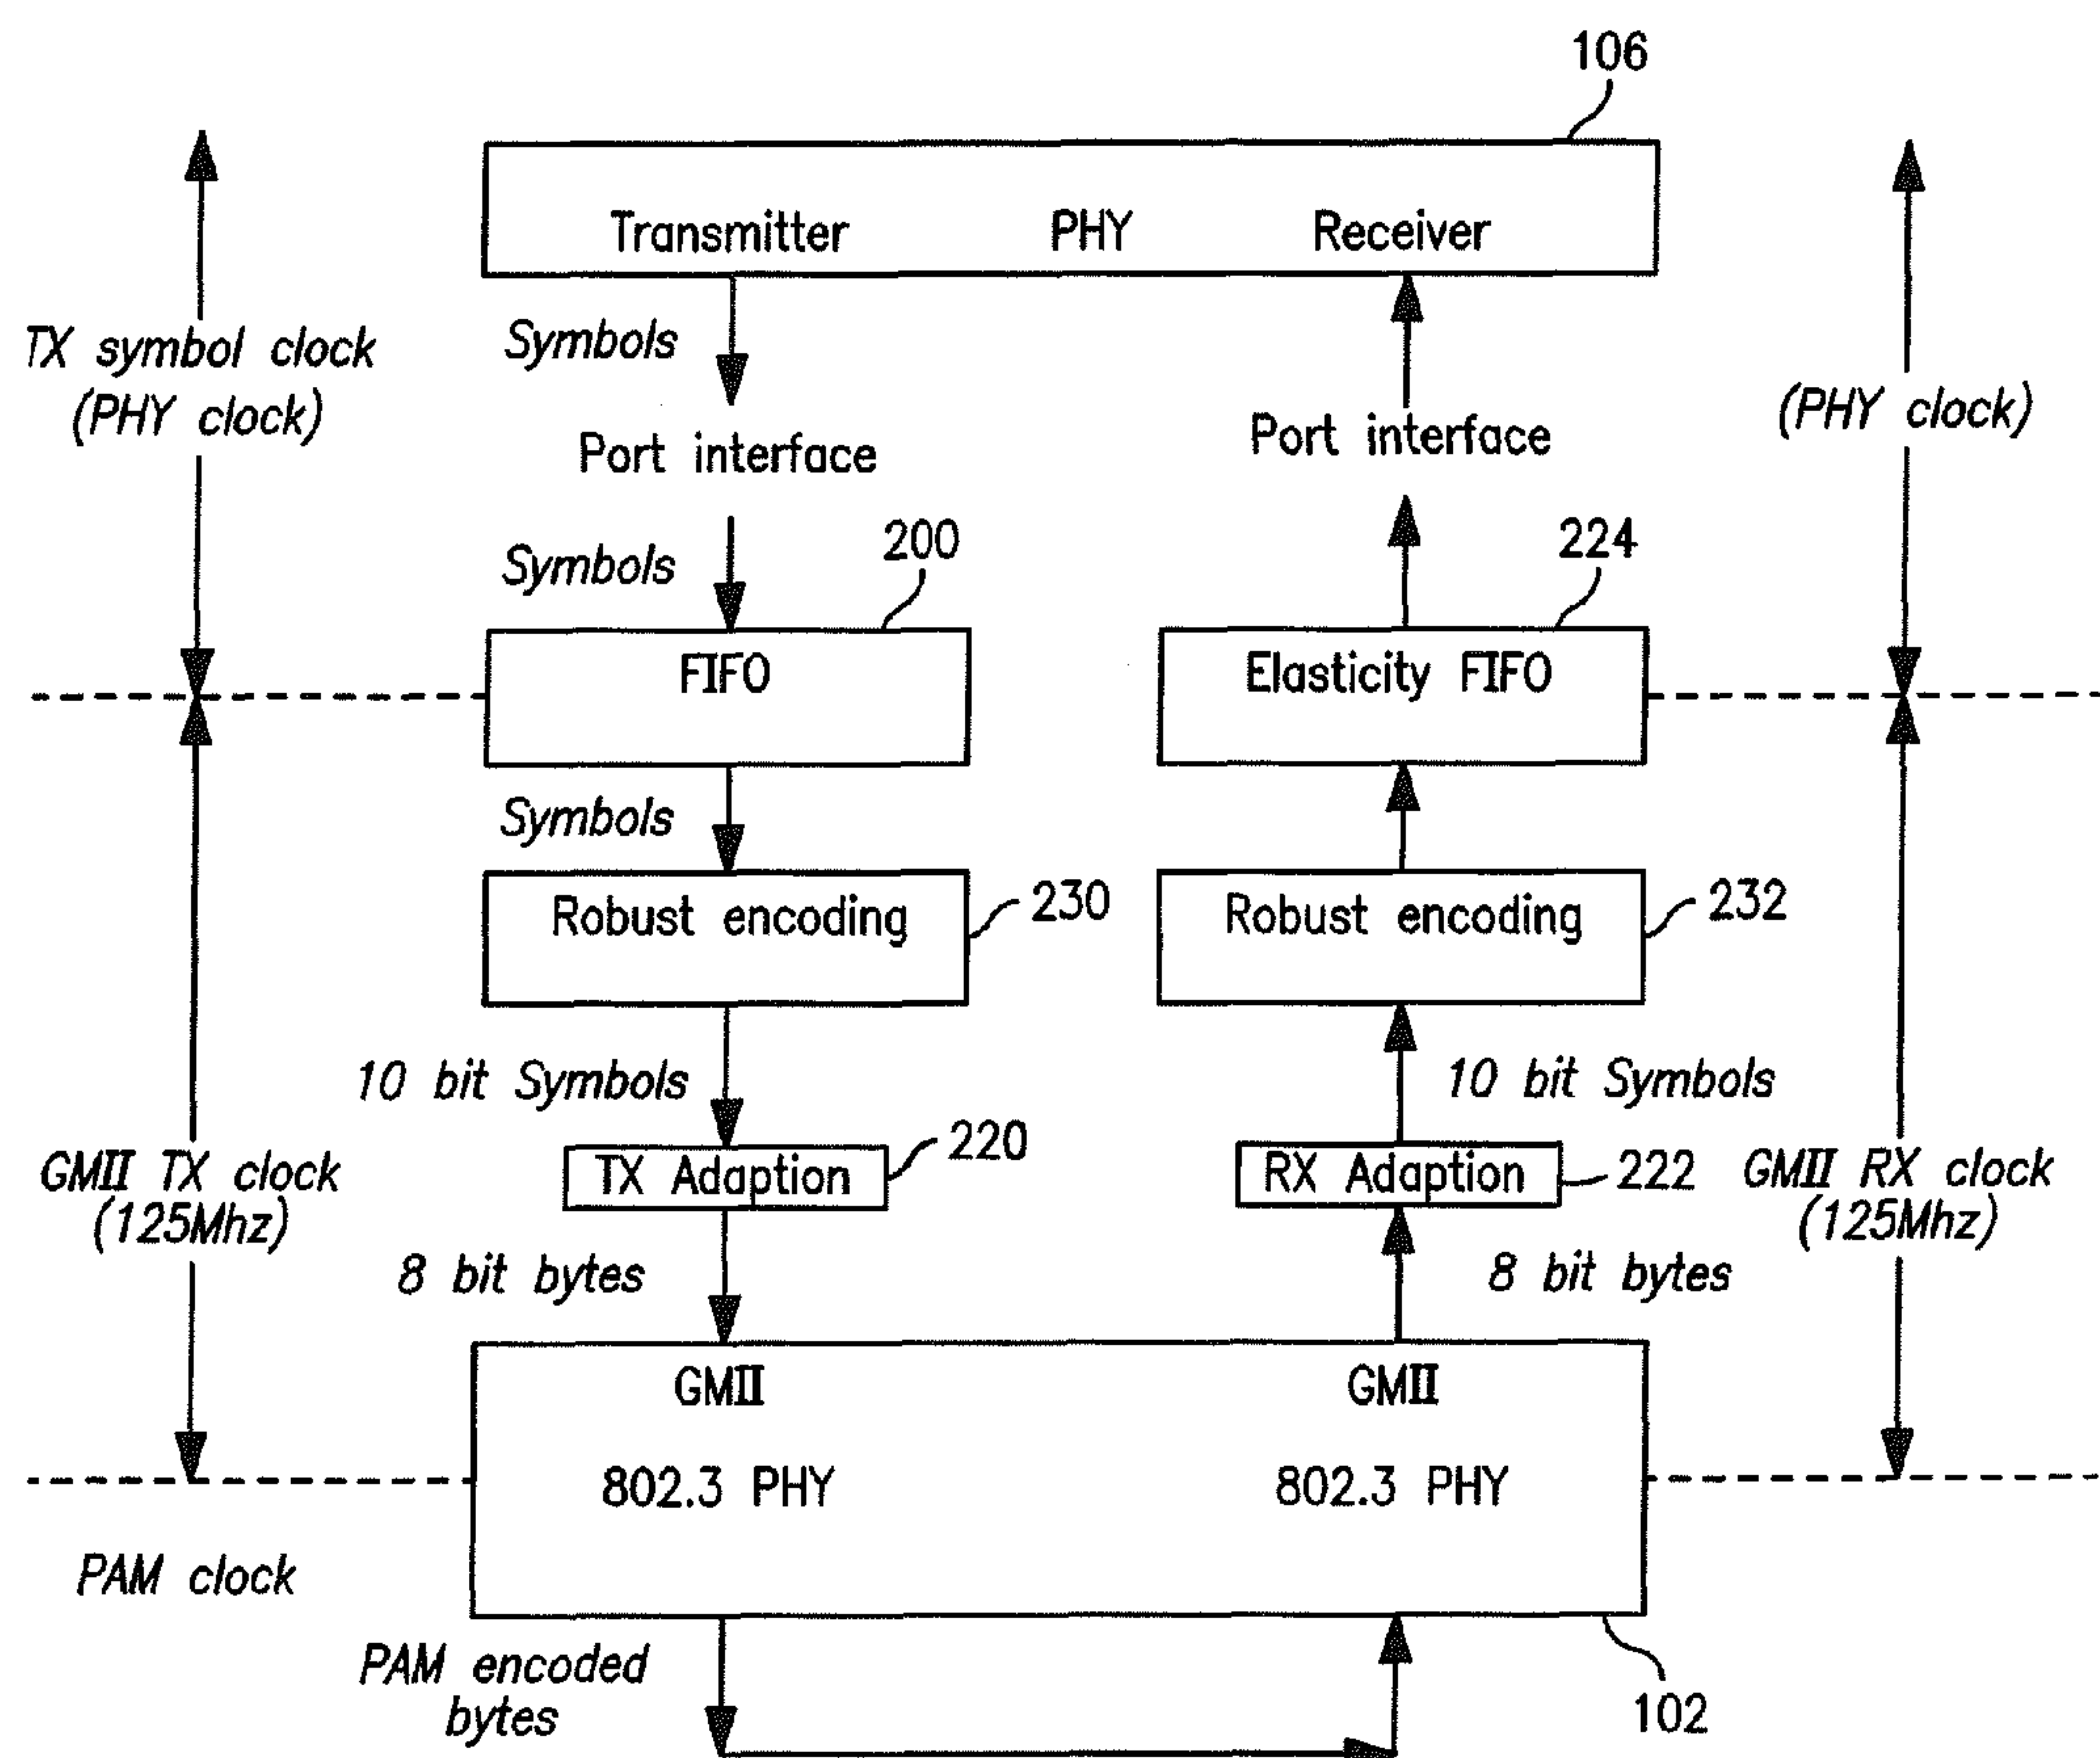 106
Transmitter PHY Receiver
TX symbol clock
(PHY clock)
Symbols
(PHY clock)
Port interface
Port interface
Symbols
200
224
FIFO
Elasticity FIFO
Symbols
Robust encoding
230
Robust encoding
232
10 bit Symbols
10 bit Symbols
GMII TX clock
(125Mhz)
TX Adaption
220
RX Adaption
222
GMII RX clock
(125Mhz)
8 bit bytes
8 bit bytes
GMII
GMII
802.3 PHY
802.3 PHY
PAM clock
PAM encoded
bytes
102